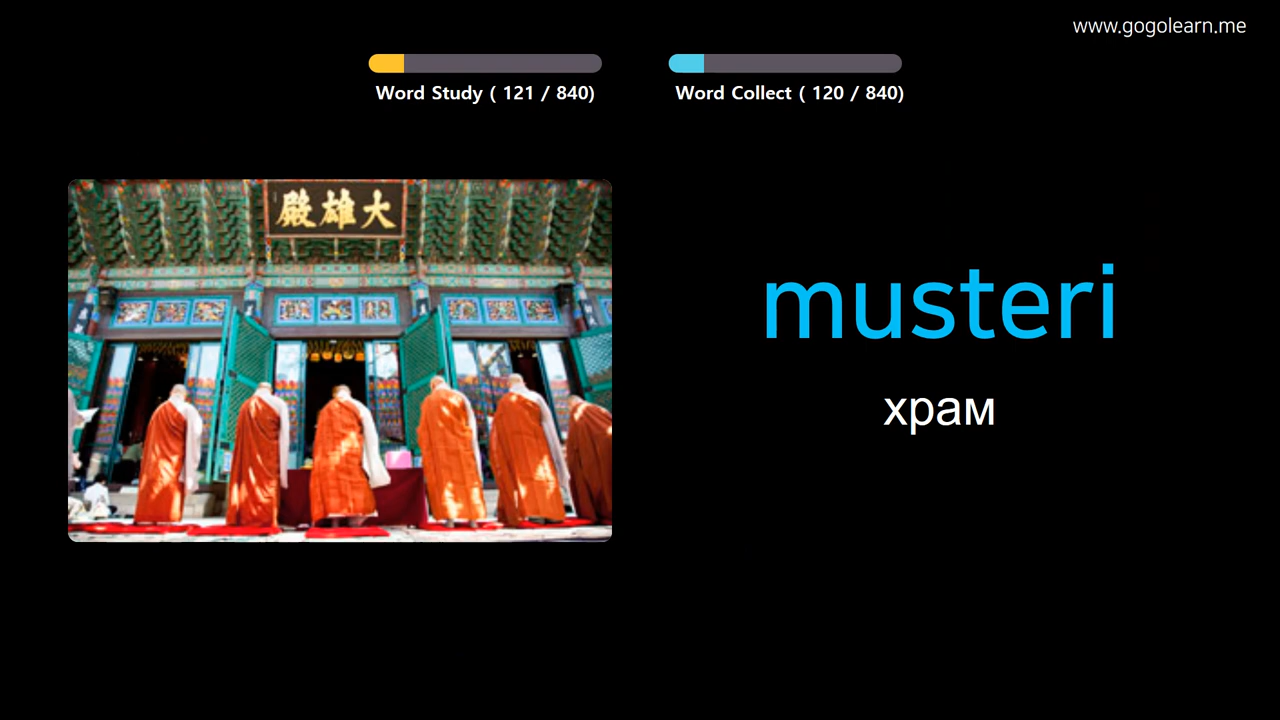 www.gogolearn.me
Word Study ( 121 / 840)
Word Collect ( 120 / 840)
殿雄大
musteri
храм